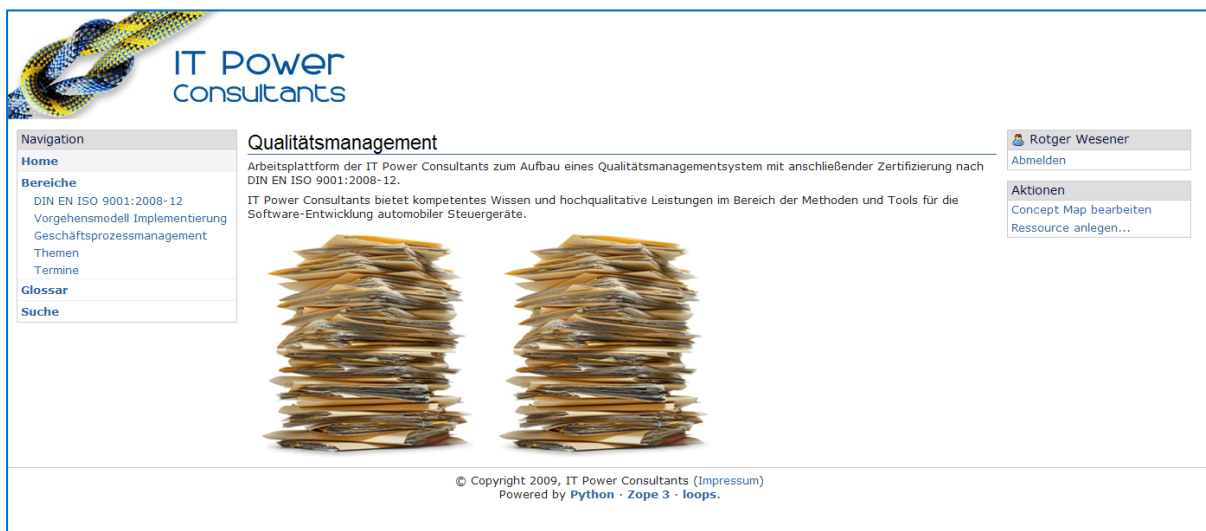 IT Power
Consultants
Navigation
Home
Bereiche
DIN EN ISO 9001:2008-12
Vorgehensmodell Implementierung
Geschäftsprozessmanagement
Themen
Termine
Glossar
Suche
Qualitätsmanagement
Arbeitsplattform der IT Power Consultants zum Aufbau eines Qualitätsmanagementsystem mit anschließender Zertifizierung nach
DIN EN ISO 9001:2008-12.
IT Power Consultants bietet kompetentes Wissen und hochqualitative Leistungen im Bereich der Methoden und Tools für die
Software-Entwicklung automobiler Steuergeräte.
Rotger Wesener
Abmelden
Aktionen
Concept Map bearbeiten
Ressource anlegen...
© Copyright 2009, IT Power Consultants (Impressum)
Powered by Python · Zope 3 · loops.